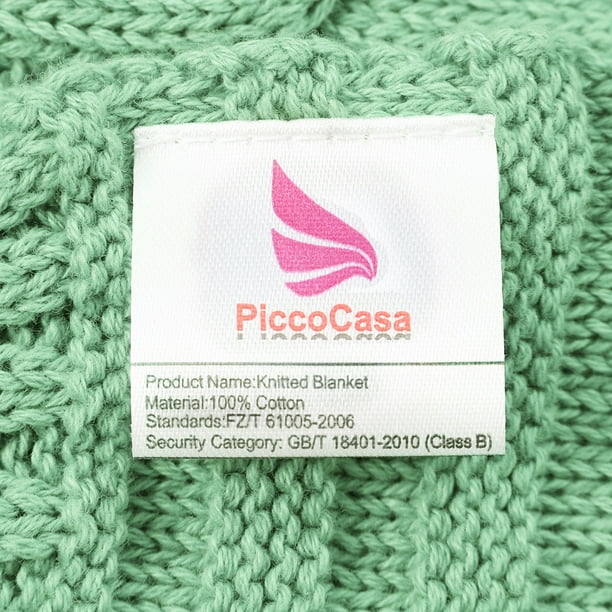 PiccoCasa
Product Name:Knitted Blanket
Material:100% Cotton
Standards:FZ/T 61005-2006
Security Category: GB/T 18401-2010 (Class B)